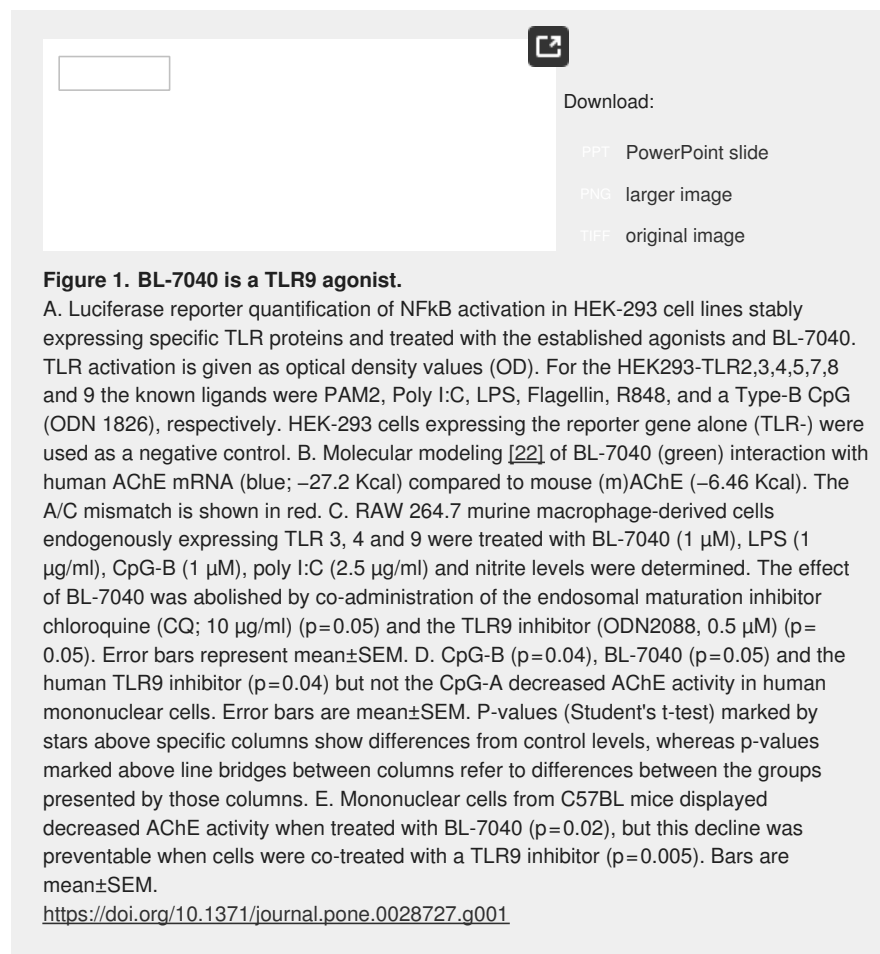 Download:
PPT PowerPoint slide
PNG larger image
TIFF original image
Figure 1. BL-7040 is a TLR9 agonist.
A. Luciferase reporter quantification of NFkB activation in HEK-293 cell lines stably
expressing specific TLR proteins and treated with the established agonists and BL-7040.
TLR activation is given as optical density values (OD). For the HEK293-TLR2,3,4,5,7,8
and 9 the known ligands were PAM2, Poly I:C, LPS, Flagellin, R848, and a Type-B CpG
(ODN 1826), respectively. HEK-293 cells expressing the reporter gene alone (TLR-) were
used as a negative control. B. Molecular modeling [22] of BL-7040 (green) interaction with
human AChE mRNA (blue; −27.2 Kcal) compared to mouse (m)AChE (−6.46 Kcal). The
A/C mismatch is shown in red. C. RAW 264.7 murine macrophage-derived cells
endogenously expressing TLR 3, 4 and 9 were treated with BL-7040 (1 µM), LPS (1
µg/ml), CpG-B (1 µM), poly I:C (2.5 µg/ml) and nitrite levels were determined. The effect
of BL-7040 was abolished by co-administration of the endosomal maturation inhibitor
chloroquine (CQ; 10 µg/ml) (p=0.05) and the TLR9 inhibitor (ODN2088, 0.5 µM) (p=
0.05). Error bars represent mean±SEM. D. CpG-B (p=0.04), BL-7040 (p=0.05) and the
human TLR9 inhibitor (p=0.04) but not the CpG-A decreased AChE activity in human
mononuclear cells. Error bars are mean±SEM. P-values (Student's t-test) marked by
stars above specific columns show differences from control levels, whereas p-values
marked above line bridges between columns refer to differences between the groups
presented by those columns. E. Mononuclear cells from C57BL mice displayed
decreased AChE activity when treated with BL-7040 (p=0.02), but this decline was
preventable when cells were co-treated with a TLR9 inhibitor (p=0.005). Bars are
mean±SEM.
https://doi.org/10.1371/journal.pone.0028727.g001